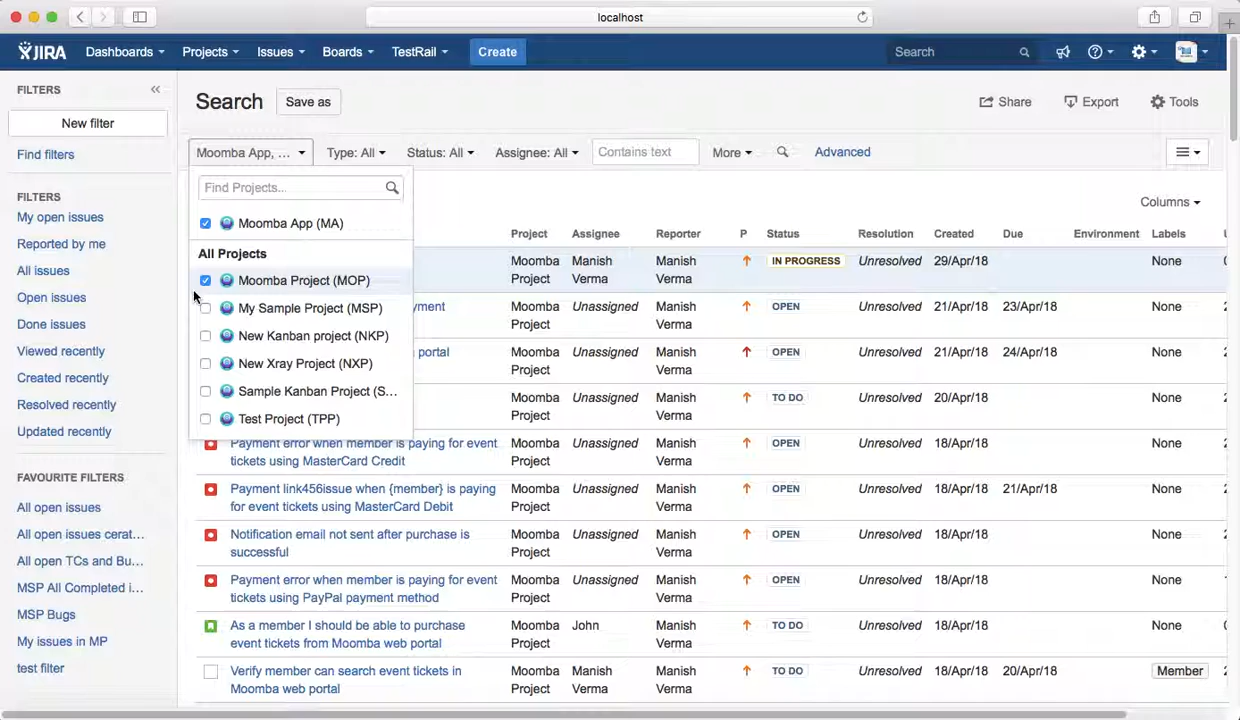 localhost
JIRA Dashboards Projects Issues Boards TestRail Create Search
FILTERS
New filter
Find filters
FILTERS
My open issues
Reported by me
All issues
Open issues
Done issues
Viewed recently
Created recently
Resolved recently
Updated recently
FAVOURITE FILTERS
All open issues
All open issues cerat...
All open TCs and Bu...
MSP All Completed i...
MSP Bugs
My issues in MP
test filter
Search Save as Share Export Tools
Moomba App, ... Type: All Status: All Assignee: All Contains text More Advanced
Find Projects...
Moomba App (MA)
All Projects
Moomba Project (MOP)
My Sample Project (MSP)
New Kanban project (NKP)
New Xray Project (NXP)
Sample Kanban Project (S...
Test Project (TPP)
Columns
Project Assignee Reporter P Status Resolution Created Due Environment Labels
Moomba Manish Manish IN PROGRESS Unresolved 29/Apr/18 None
Project Verma Verma
Moomba Unassigned Manish OPEN Unresolved 21/Apr/18 23/Apr/18 None
Project Verma
portal Moomba Unassigned Manish OPEN Unresolved 21/Apr/18 24/Apr/18 None
Project Verma
Moomba Unassigned Manish TO DO Unresolved 20/Apr/18 None
Project Verma
Payment error when member is paying for event Moomba Unassigned Manish OPEN Unresolved 18/Apr/18 None
tickets using MasterCard Credit Project Verma
Payment link456issue when {member} is paying Moomba Unassigned Manish OPEN Unresolved 18/Apr/18 21/Apr/18 None
for event tickets using MasterCard Debit Project Verma
Notification email not sent after purchase is Moomba Unassigned Manish OPEN Unresolved 18/Apr/18 None
successful Project Verma
Payment error when member is paying for event Moomba Unassigned Manish OPEN Unresolved 18/Apr/18 None
tickets using PayPal payment method Project Verma
As a member I should be able to purchase Moomba John Manish TO DO Unresolved 18/Apr/18 None
event tickets from Moomba web portal Project Verma
Verify member can search event tickets in Moomba Manish Manish TO DO Unresolved 18/Apr/18 20/Apr/18 Member
Moomba web portal Project Verma Verma